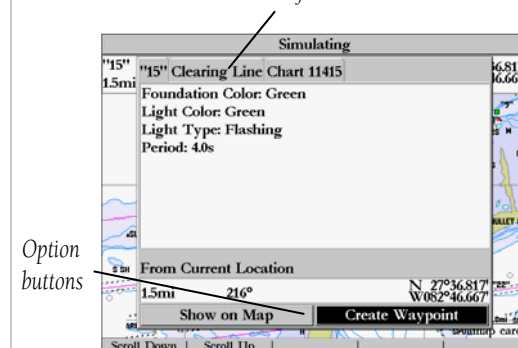 Simulating
"15"
1.5mi
"15" Clearing Line Chart 11415
Foundation Color: Green
Light Color: Green
Light Type: Flashing
Period: 4.0s
Option
buttons
From Current Location
1.5mi 216° N 27°36.817'
W082°46.667'
Show on Map Create Waypoint
Scroll Down Scroll Up